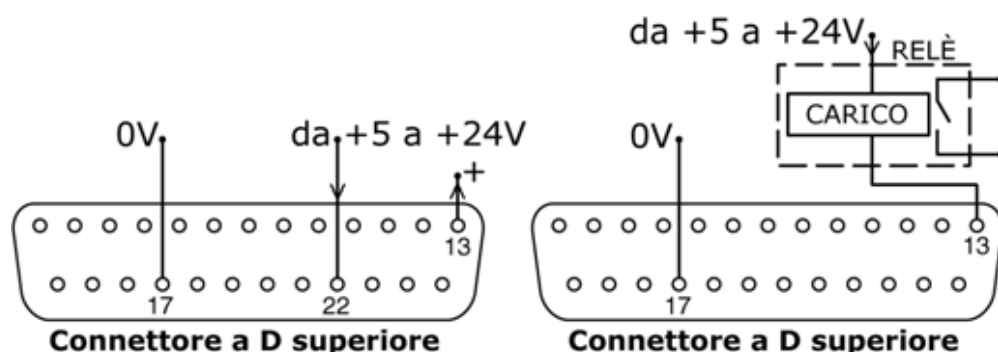 da +5 a +24V
RELÈ
CARICO
0V
da +5 a +24V
+
0V
13
13
17
22
17
Connettore a D superiore
Connettore a D superiore